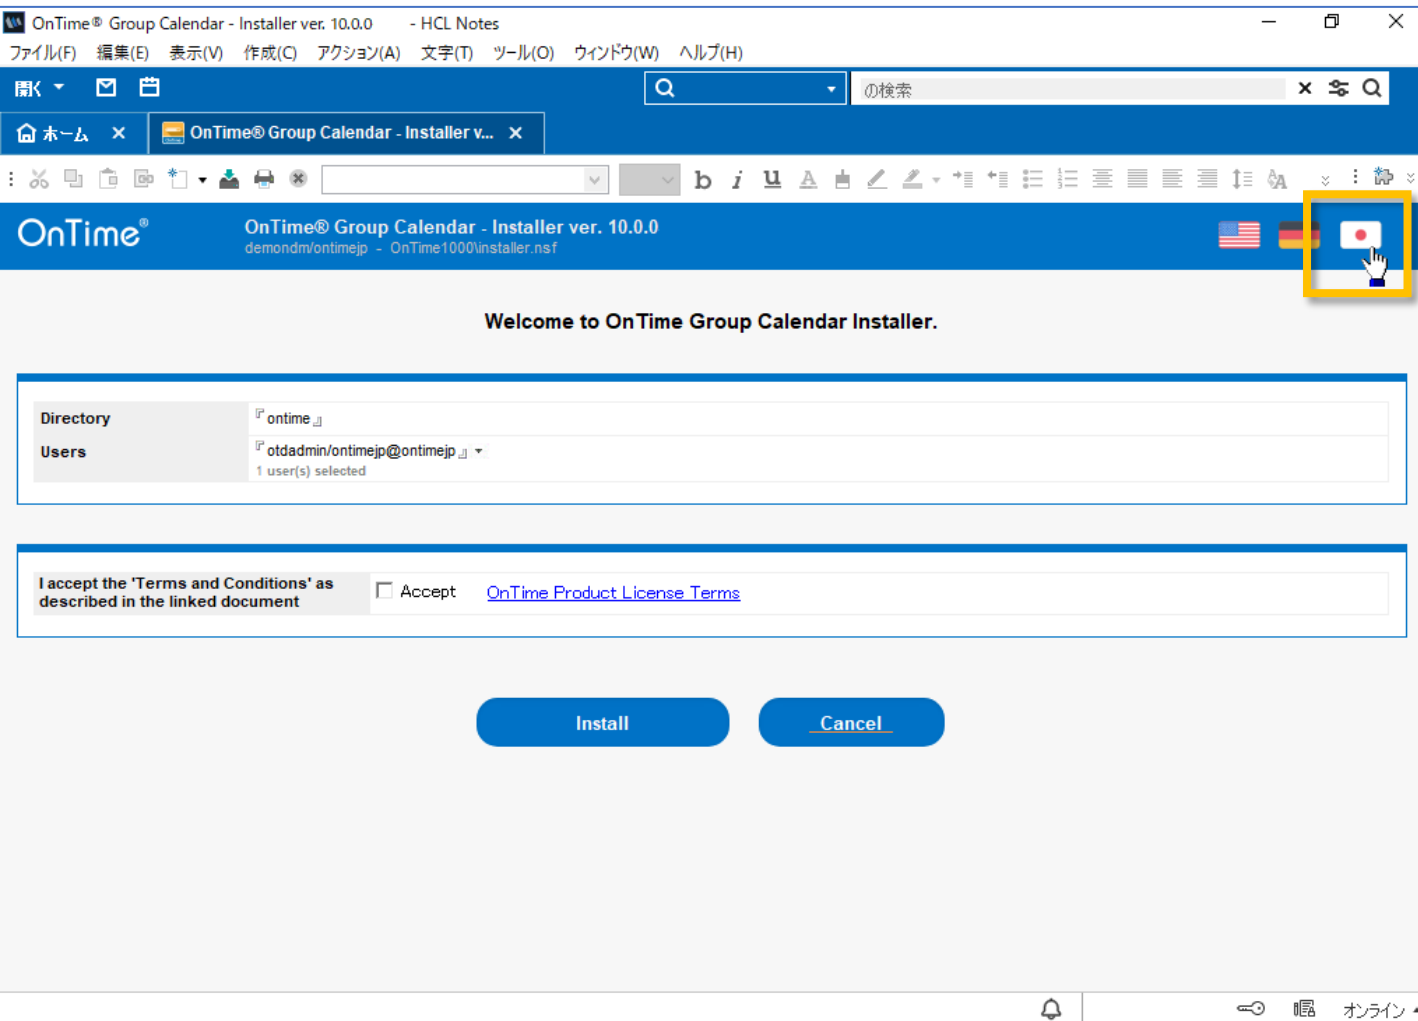 OnTime® Group Calendar - Installer ver. 10.0.0 - HCL Notes
ファイル(F) 編集(E) 表示(V) 作成(C) アクション(A) 文字(T) ツール(O) ウィンドウ(W) ヘルプ(H)
開く
の検索
ホーム
OnTime® Group Calendar - Installer v...
b i u A
OnTime®
OnTime® Group Calendar - Installer ver. 10.0.0
demondm/ontimejp - OnTime1000\installer.nsf
Welcome to OnTime Group Calendar Installer.
Directory 『ontime』
Users 『otdadmin/ontimejp@ontimejp』
1 user(s) selected
I accept the 'Terms and Conditions' as
described in the linked document
Accept OnTime Product License Terms
Install Cancel
オンライン